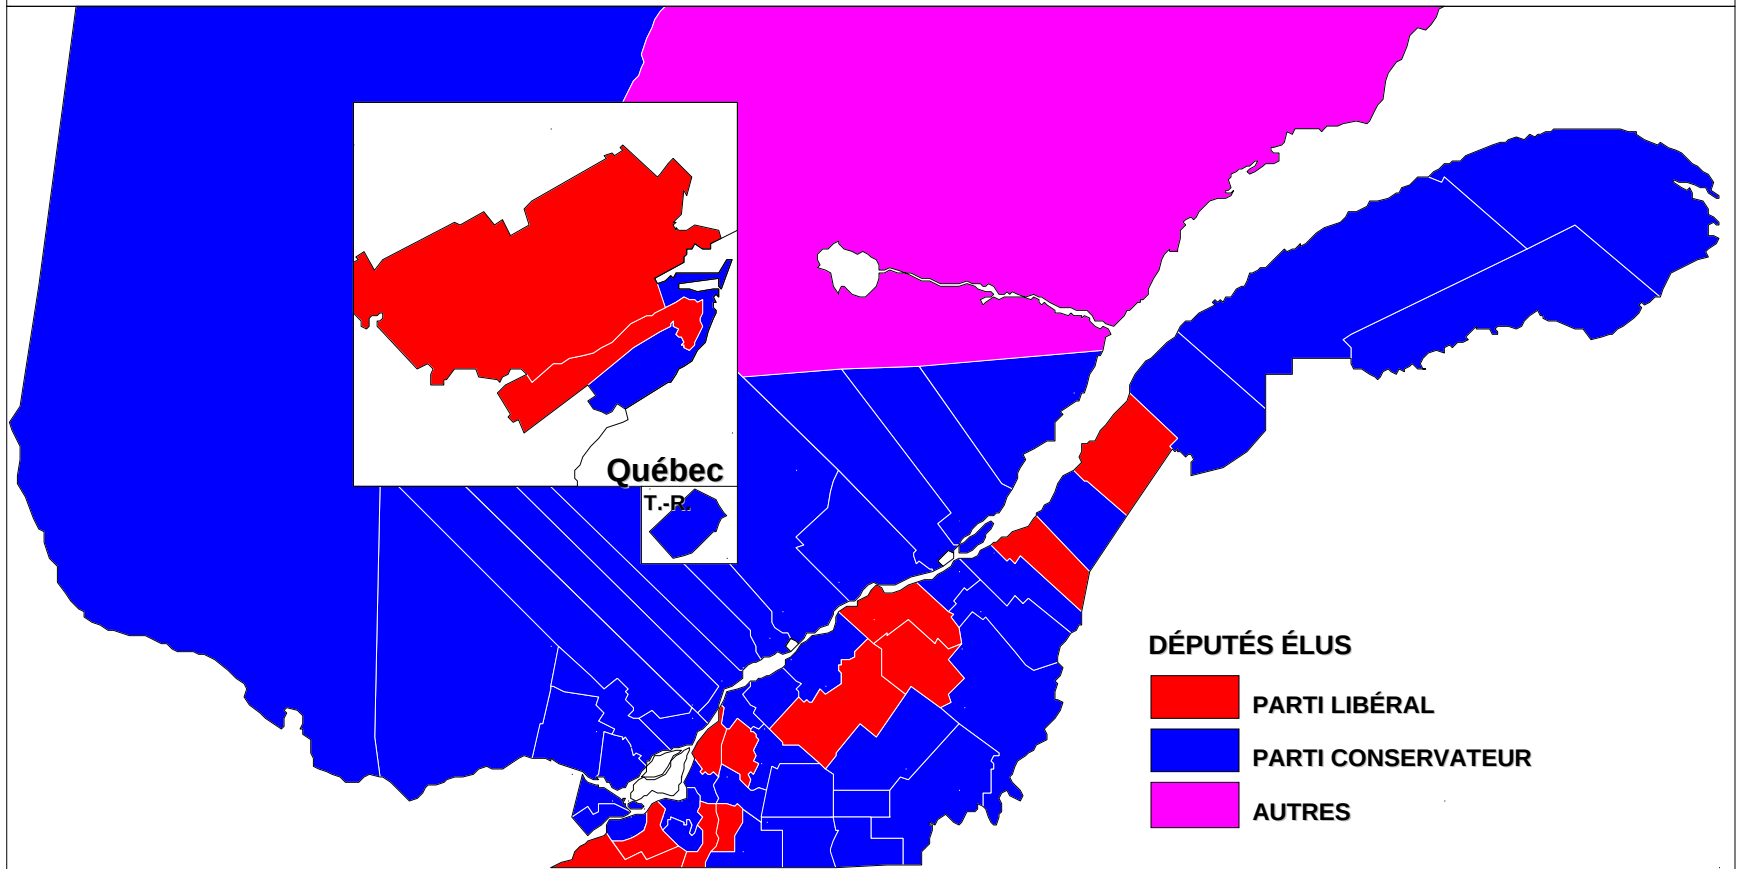 Québec
T.-R.
DÉPUTÉS ÉLUS
PARTI LIBÉRAL
PARTI CONSERVATEUR
AUTRES